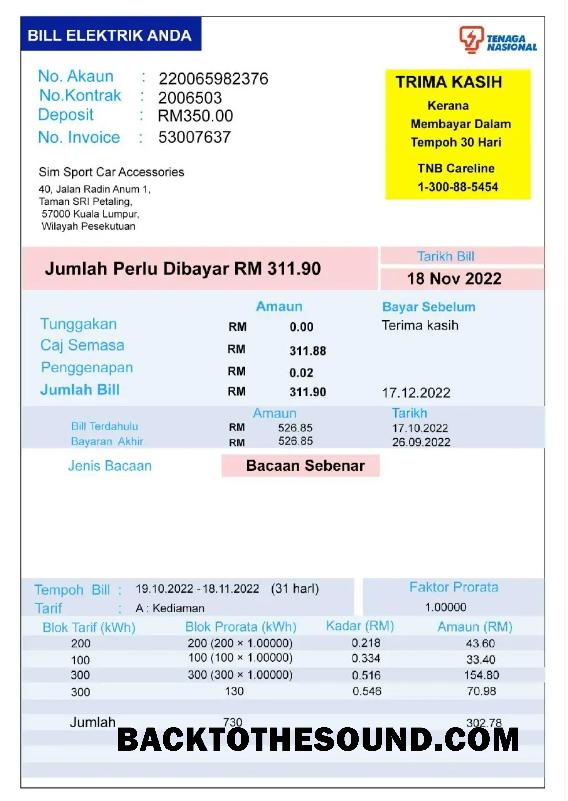 BILL ELEKTRIK ANDA
TENAGA
NASIONAL
No. Akaun : 220065982376
No.Kontrak : 2006503
Deposit : RM350.00
No. Invoice : 53007637
TRIMA KASIH
Kerana
Membayar Dalam
Tempoh 30 Hari
TNB Careline
1-300-88-5454
Sim Sport Car Accessories
40, Jalan Radin Anum 1,
Taman SRI Petaling,
57000 Kuala Lumpur,
Wilayah Pesekutuan
Jumlah Perlu Dibayar RM 311.90
Tarikh Bill
18 Nov 2022
Amaun Bayar Sebelum
Tunggakan RM 0.00 Terima kasih
Caj Semasa RM 311.88
Penggenapan RM 0.02
Jumlah Bill RM 311.90 17.12.2022
Amaun Tarikh
Bill Terdahulu RM 526.85 17.10.2022
Bayaran Akhir RM 526.85 26.09.2022
Jenis Bacaan Bacaan Sebenar
Tempoh Bill : 19.10.2022 - 18.11.2022 (31 harl) Faktor Prorata
Tarif : A : Kediaman 1.00000
Blok Tarif (kWh) Blok Prorata (kWh) Kadar (RM) Amaun (RM)
200 200 (200 × 1.00000) 0.218 43.60
100 100 (100 × 1.00000) 0.334 33.40
300 300 (300 × 1.00000) 0.516 154.80
300 130 0.546 70.98
Jumlah 730 302.78
BACKTOTHESOUND.COM